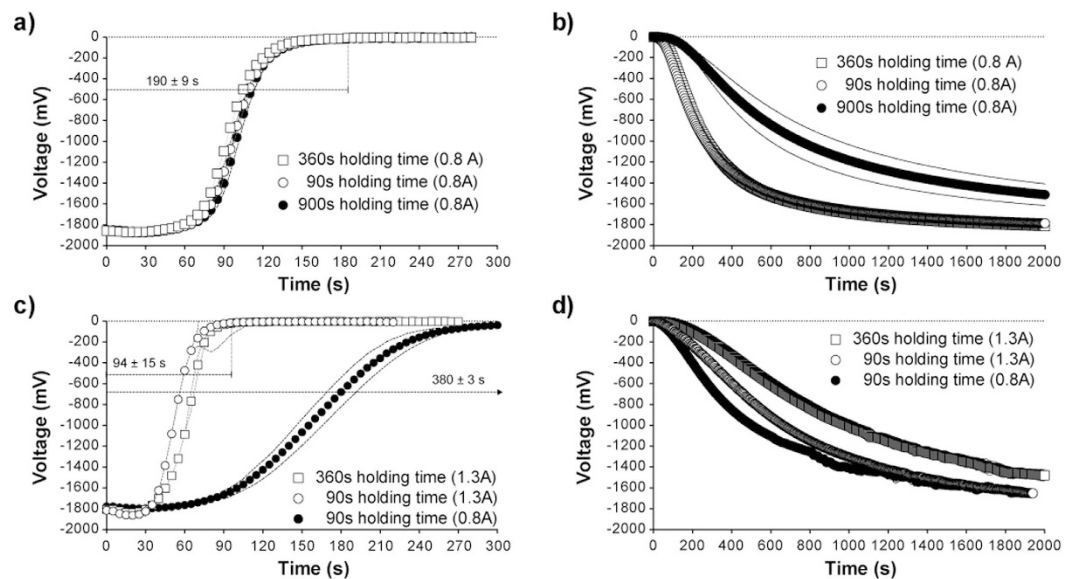 a)
0
-200
-400
-600
-800
-1000
-1200
-1400
-1600
-1800
-2000
Voltage (mV)
190 ± 9 s
360s holding time (0.8 A)
90s holding time (0.8A)
900s holding time (0.8A)
0 30 60 90 120 150 180 210 240 270 300
Time (s)
b)
0
-200
-400
-600
-800
-1000
-1200
-1400
-1600
-1800
-2000
Voltage (mV)
360s holding time (0.8 A)
90s holding time (0.8A)
900s holding time (0.8A)
0 200 400 600 800 1000 1200 1400 1600 1800 2000
Time (s)
c)
0
-200
-400
-600
-800
-1000
-1200
-1400
-1600
-1800
-2000
Voltage (mV)
94 ± 15 s
380 ± 3 s
360s holding time (1.3A)
90s holding time (1.3A)
90s holding time (0.8A)
0 30 60 90 120 150 180 210 240 270 300
Time (s)
d)
0
-200
-400
-600
-800
-1000
-1200
-1400
-1600
-1800
-2000
Voltage (mV)
360s holding time (1.3A)
90s holding time (1.3A)
90s holding time (0.8A)
0 200 400 600 800 1000 1200 1400 1600 1800 2000
Time (s)